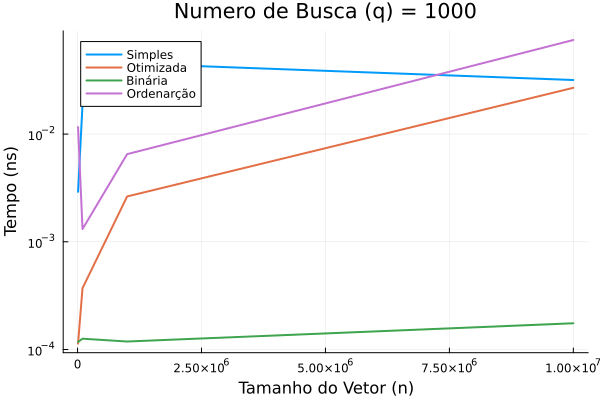 Numero de Busca (q) = 1000
Simples
Otimizada
Binária
Ordenarção
Tempo (ns)
10⁻²
10⁻³
10⁻⁴
0
2.50×10⁶
5.00×10⁶
7.50×10⁶
1.00×10⁷
Tamanho do Vetor (n)